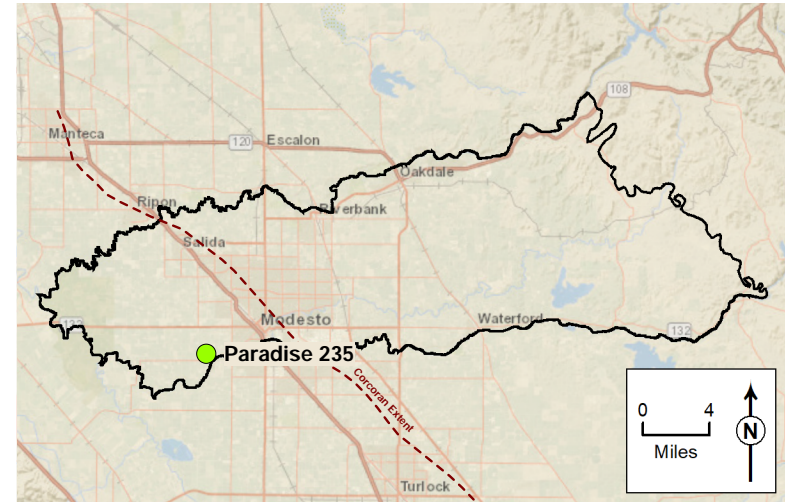 108
Manteca
120
Escalon
Oakdale
Ripon
Riverbank
Salida
132
Modesto
Waterford
132
Paradise 235
Corcoran Extent
Turlock
0 4
Miles
N